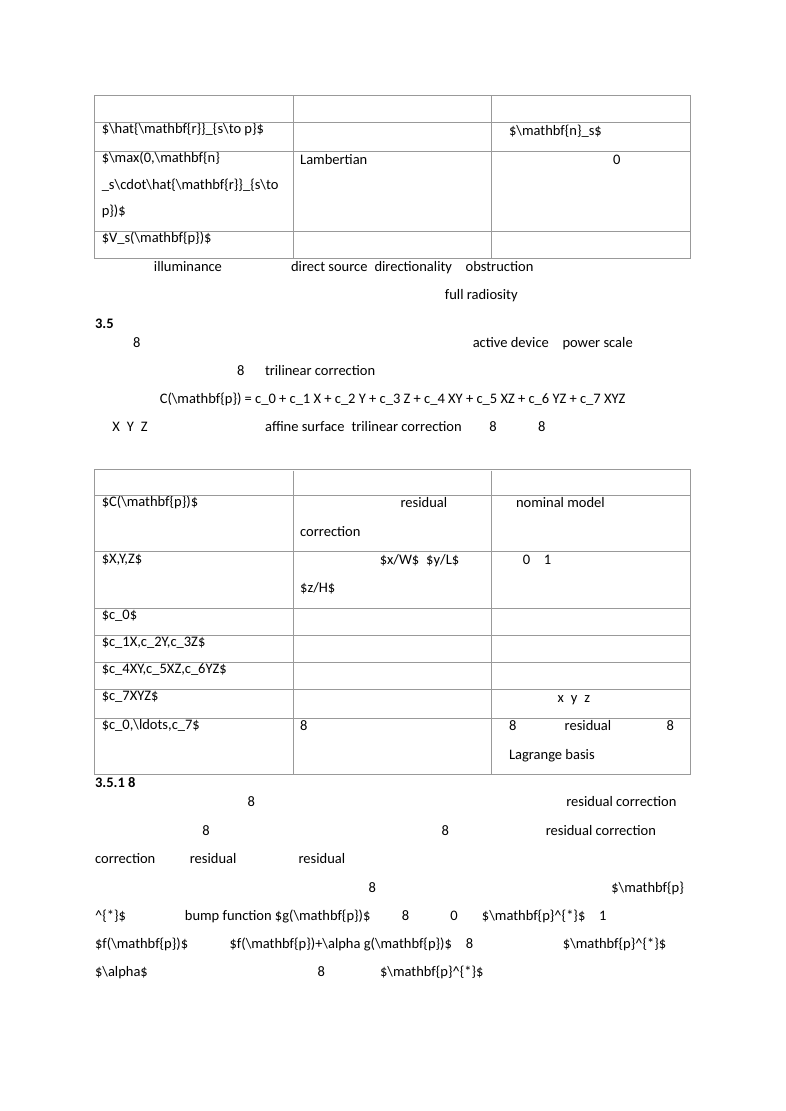 $\hat{\mathbf{r}}_{s\to p}$ $\mathbf{n}_s$
$\max(0,\mathbf{n} Lambertian 0
_s\cdot\hat{\mathbf{r}}_{s\to
p})$
$V_s(\mathbf{p})$
illuminance direct source directionality obstruction
full radiosity
3.5
8 active device power scale
8 trilinear correction
C(\mathbf{p}) = c_0 + c_1 X + c_2 Y + c_3 Z + c_4 XY + c_5 XZ + c_6 YZ + c_7 XYZ
X Y Z affine surface trilinear correction 8 8
$C(\mathbf{p})$ residual nominal model
correction
$X,Y,Z$ $x/W$ $y/L$ 0 1
$z/H$
$c_0$
$c_1X,c_2Y,c_3Z$
$c_4XY,c_5XZ,c_6YZ$
$c_7XYZ$ x y z
$c_0,\ldots,c_7$ 8 8 residual 8
Lagrange basis
3.5.1 8
8 residual correction
8 8 residual correction
correction residual residual
8 $\mathbf{p}
^{*}$ bump function $g(\mathbf{p})$ 8 0 $\mathbf{p}^{*}$ 1
$f(\mathbf{p})$ $f(\mathbf{p})+\alpha g(\mathbf{p})$ 8 $\mathbf{p}^{*}$
$\alpha$ 8 $\mathbf{p}^{*}$